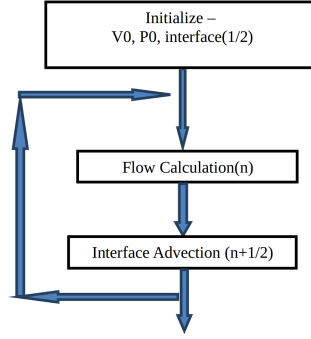 Initialize –
V0, P0, interface(1/2)
Flow Calculation(n)
Interface Advection (n+1/2)